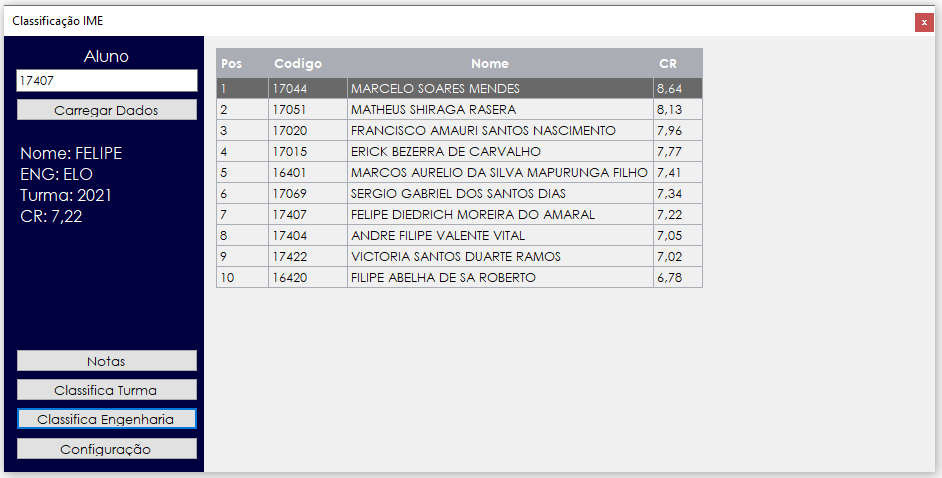 Classificação IME
x
Aluno
17407
Carregar Dados
Nome: FELIPE
ENG: ELO
Turma: 2021
CR: 7,22
Notas
Classifica Turma
Classifica Engenharia
Configuração
Pos Codigo Nome CR
1 17044 MARCELO SOARES MENDES 8,64
2 17051 MATHEUS SHIRAGA RASERA 8,13
3 17020 FRANCISCO AMAURI SANTOS NASCIMENTO 7,96
4 17015 ERICK BEZERRA DE CARVALHO 7,77
5 16401 MARCOS AURELIO DA SILVA MAPURUNGA FILHO 7,41
6 17069 SERGIO GABRIEL DOS SANTOS DIAS 7,34
7 17407 FELIPE DIEDRICH MOREIRA DO AMARAL 7,22
8 17404 ANDRE FILIPE VALENTE VITAL 7,05
9 17422 VICTORIA SANTOS DUARTE RAMOS 7,02
10 16420 FILIPE ABELHA DE SA ROBERTO 6,78